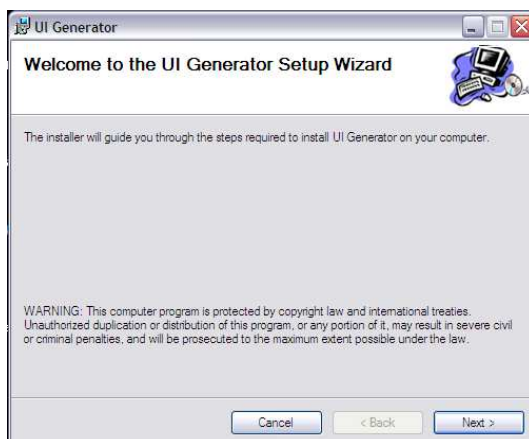 UI Generator
Welcome to the UI Generator Setup Wizard
The installer will guide you through the steps required to install UI Generator on your computer.
WARNING: This computer program is protected by copyright law and international treaties.
Unauthorized duplication or distribution of this program, or any portion of it, may result in severe civil
or criminal penalties, and will be prosecuted to the maximum extent possible under the law.
Cancel < Back Next >